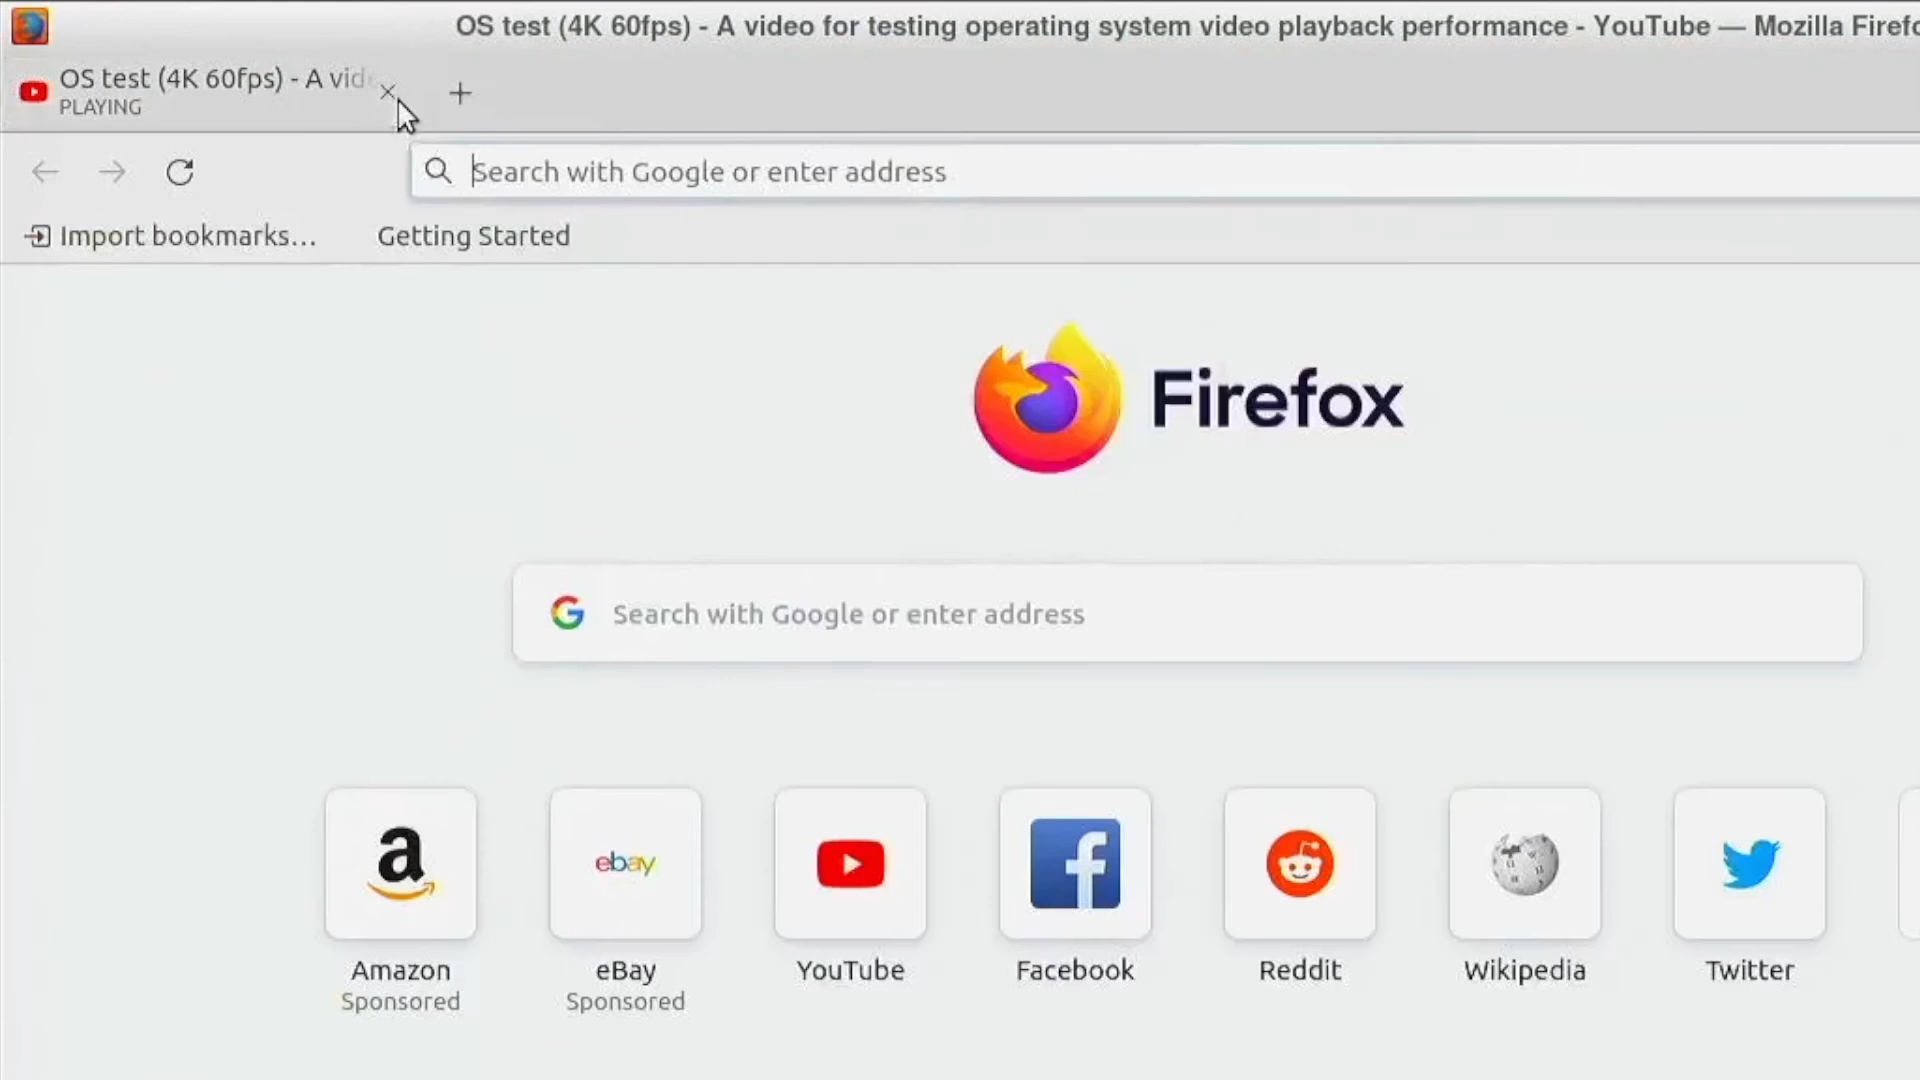 OS test (4K 60fps) - A video for testing operating system video playback performance - YouTube — Mozilla Firefo
OS test (4K 60fps) - A vid
PLAYING
Search with Google or enter address
Import bookmarks...
Getting Started
Firefox
Search with Google or enter address
a
ebay
Amazon
Sponsored
eBay
Sponsored
YouTube
Facebook
Reddit
Wikipedia
Twitter